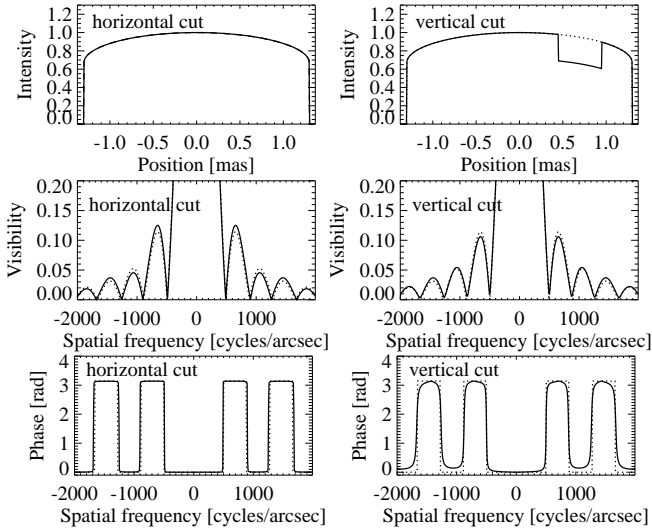 horizontal cut
vertical cut
Intensity
1.2
1.0
0.8
0.6
0.4
0.2
0.0
-1.0 -0.5 0.0 0.5 1.0
Position [mas]
Intensity
1.2
1.0
0.8
0.6
0.4
0.2
0.0
-1.0 -0.5 0.0 0.5 1.0
Position [mas]
horizontal cut
vertical cut
Visibility
0.20
0.15
0.10
0.05
0.00
-2000 -1000 0 1000
Spatial frequency [cycles/arcsec]
Visibility
0.20
0.15
0.10
0.05
0.00
-2000 -1000 0 1000
Spatial frequency [cycles/arcsec]
horizontal cut
vertical cut
Phase [rad]
4
3
2
1
0
-2000 -1000 0 1000
Spatial frequency [cycles/arcsec]
Phase [rad]
4
3
2
1
0
-2000 -1000 0 1000
Spatial frequency [cycles/arcsec]